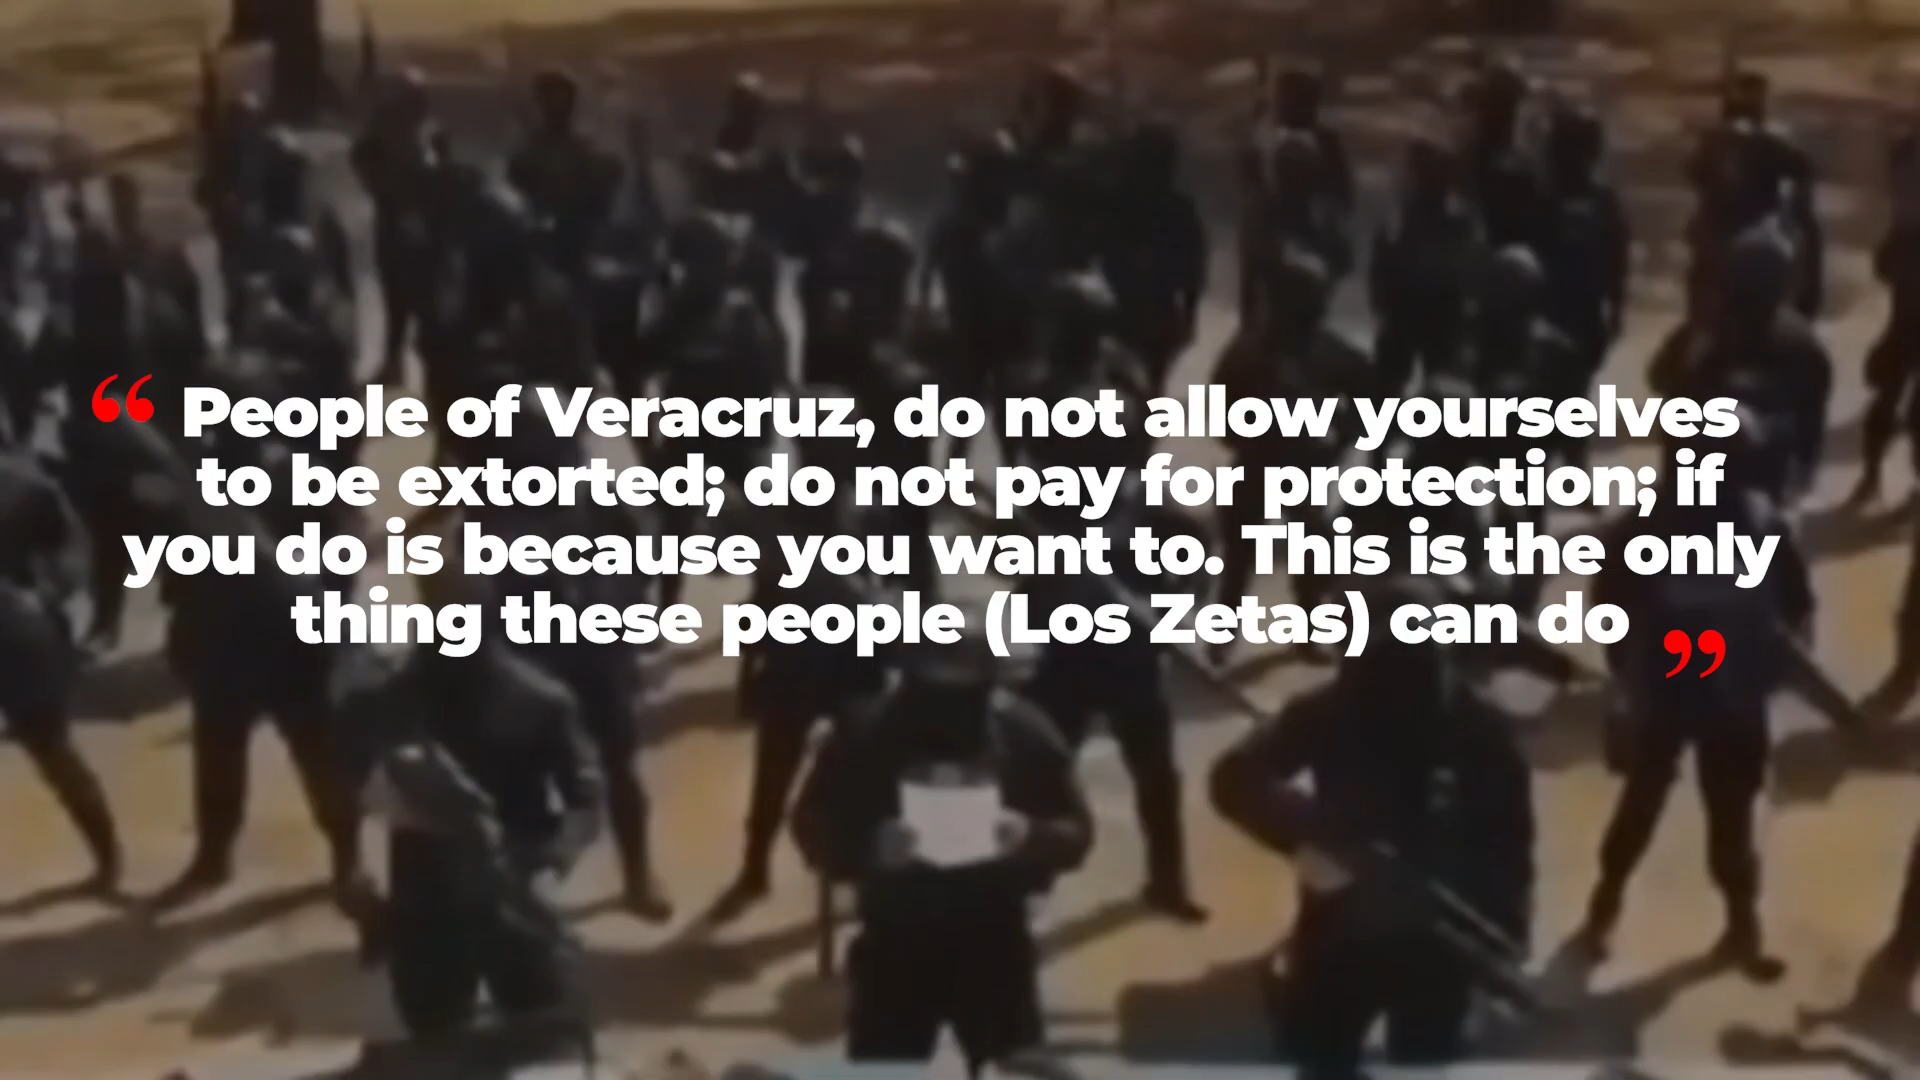 “ People of Veracruz, do not allow yourselves
to be extorted; do not pay for protection; if
you do is because you want to. This is the only
thing these people (Los Zetas) can do ”